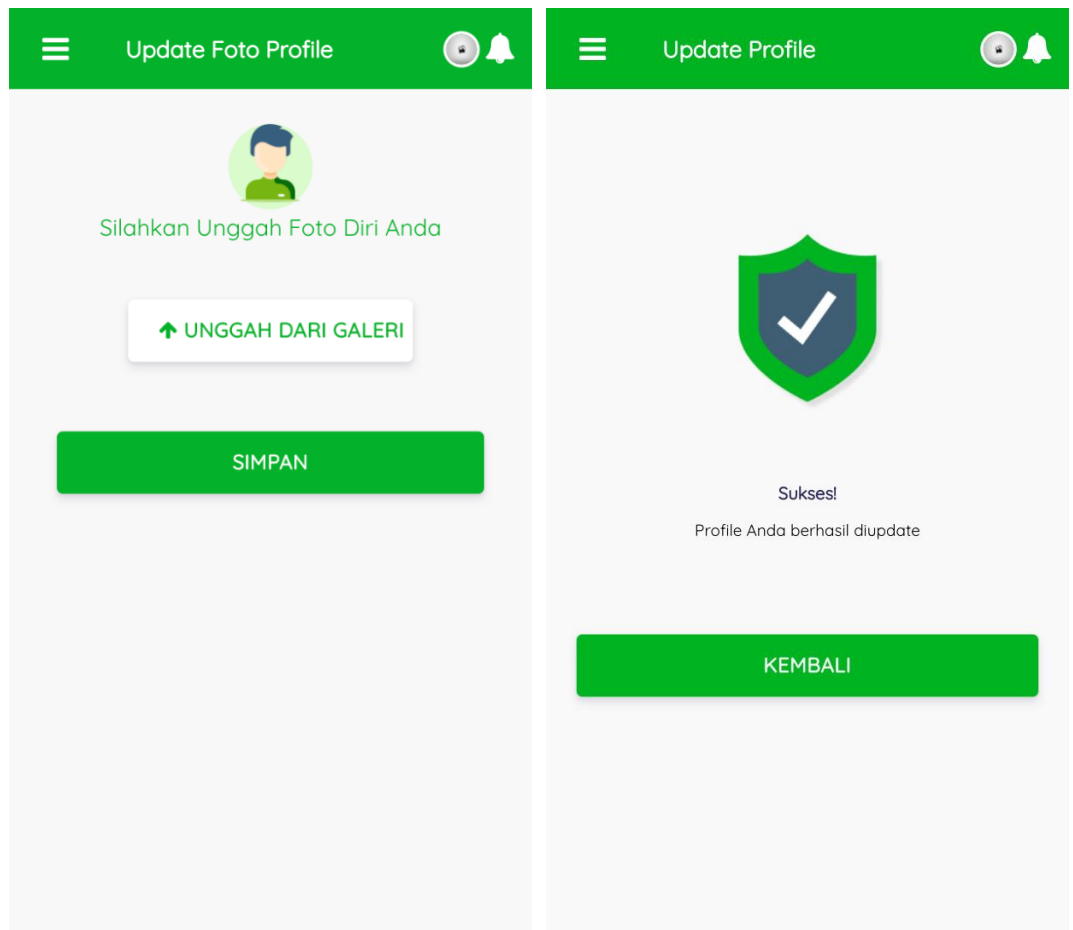 Update Foto Profile
Silahkan Unggah Foto Diri Anda
UNGGAH DARI GALERI
SIMPAN
Update Profile
Sukses!
Profile Anda berhasil diupdate
KEMBALI